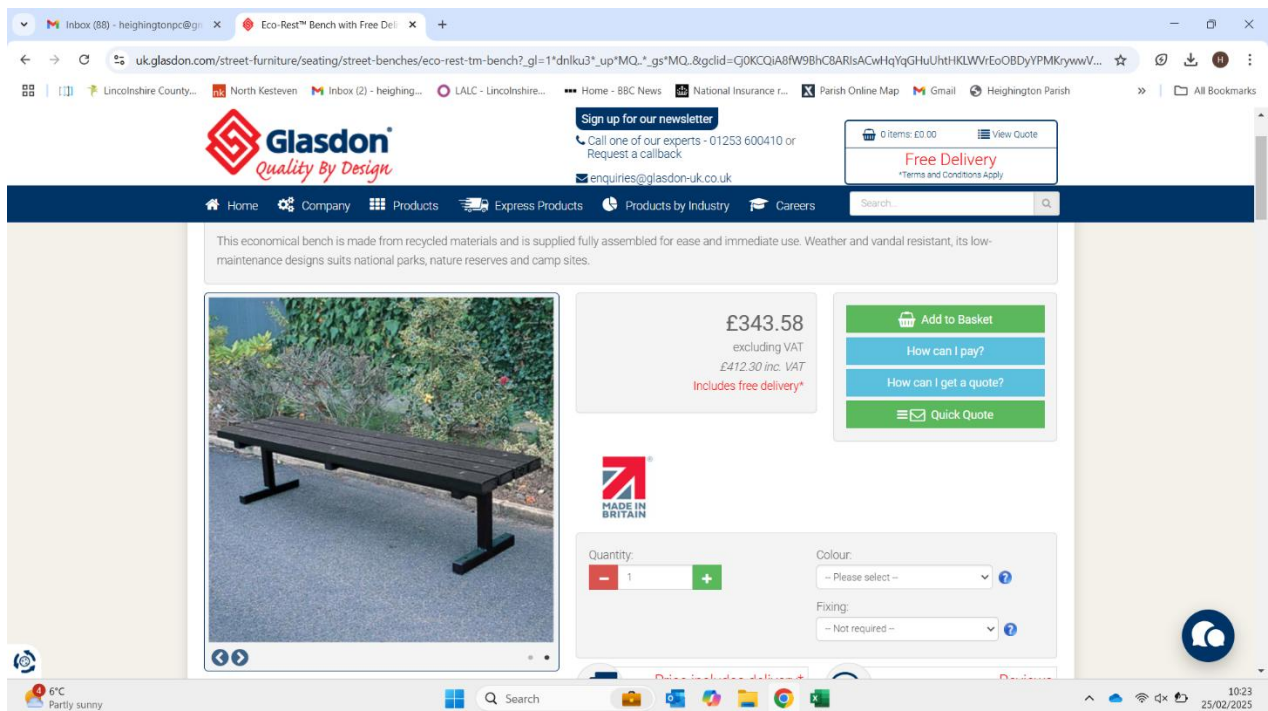 Inbox (88) - heighingtonpc@g
Eco-Rest™ Bench with Free Deli
uk.glasdon.com/street-furniture/seating/street-benches/eco-rest-tm-bench?_gl=1*dnlku3*_up*MQ..*_gs*MQ..&gclid=Cj0KCQiA8fW9BhC8ARIsACwHqYqGHuUhtHKLWVrEoOBDyYPMKrywwV...
Lincolnshire County...
North Kesteven
Inbox (2) - heighing...
LALC - Lincolnshire...
Home - BBC News
National Insurance r...
Parish Online Map
Gmail
Heighington Parish
All Bookmarks
Glasdon
Quality By Design
Sign up for our newsletter
Call one of our experts - 01253 600410 or
Request a callback
enquiries@glasdon-uk.co.uk
0 items: £0.00 View Quote
Free Delivery
*Terms and Conditions Apply
Home Company Products Express Products Products by Industry Careers Search...
This economical bench is made from recycled materials and is supplied fully assembled for ease and immediate use. Weather and vandal resistant, its low-
maintenance designs suits national parks, nature reserves and camp sites.
£343.58
excluding VAT
£412.30 inc. VAT
Includes free delivery*
Add to Basket
How can I pay?
How can I get a quote?
Quick Quote
MADE IN
BRITAIN
Quantity:
1
Colour:
-- Please select --
Fixing:
-- Not required --
Price includes delivery*
Reviews
4
6°C
Partly sunny
Search
10:23
25/02/2025